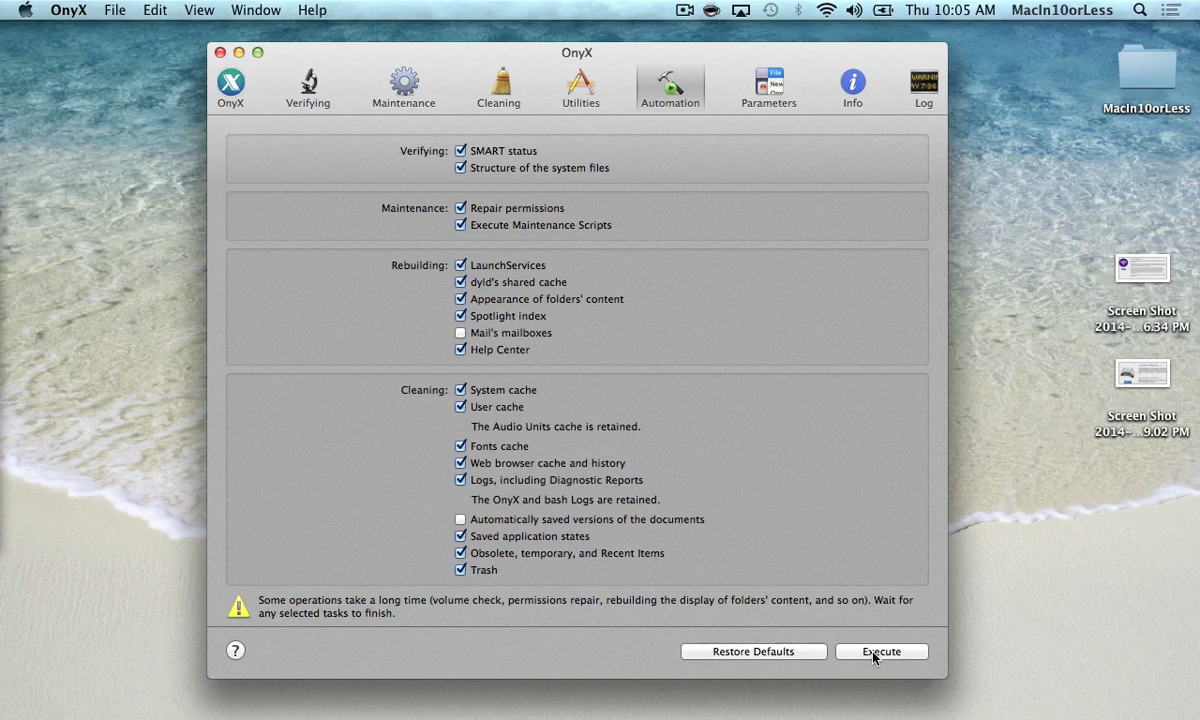 OnyX File Edit View Window Help Thu 10:05 AM MacIn10orLess
OnyX
OnyX Verifying Maintenance Cleaning Utilities Automation Parameters Info Log
File
New
MacIn10orLess
Verifying: SMART status
Structure of the system files
Maintenance: Repair permissions
Execute Maintenance Scripts
Rebuilding: LaunchServices
dyld's shared cache
Appearance of folders' content
Spotlight index
Mail's mailboxes
Help Center
Screen Shot
2014-...6.34 PM
Cleaning: System cache
User cache
The Audio Units cache is retained.
Fonts cache
Web browser cache and history
Logs, including Diagnostic Reports
The OnyX and bash Logs are retained.
Automatically saved versions of the documents
Saved application states
Obsolete, temporary, and Recent Items
Trash
Screen Shot
2014-...9.02 PM
Some operations take a long time (volume check, permissions repair, rebuilding the display of folders' content, and so on). Wait for
any selected tasks to finish.
? Restore Defaults Execute